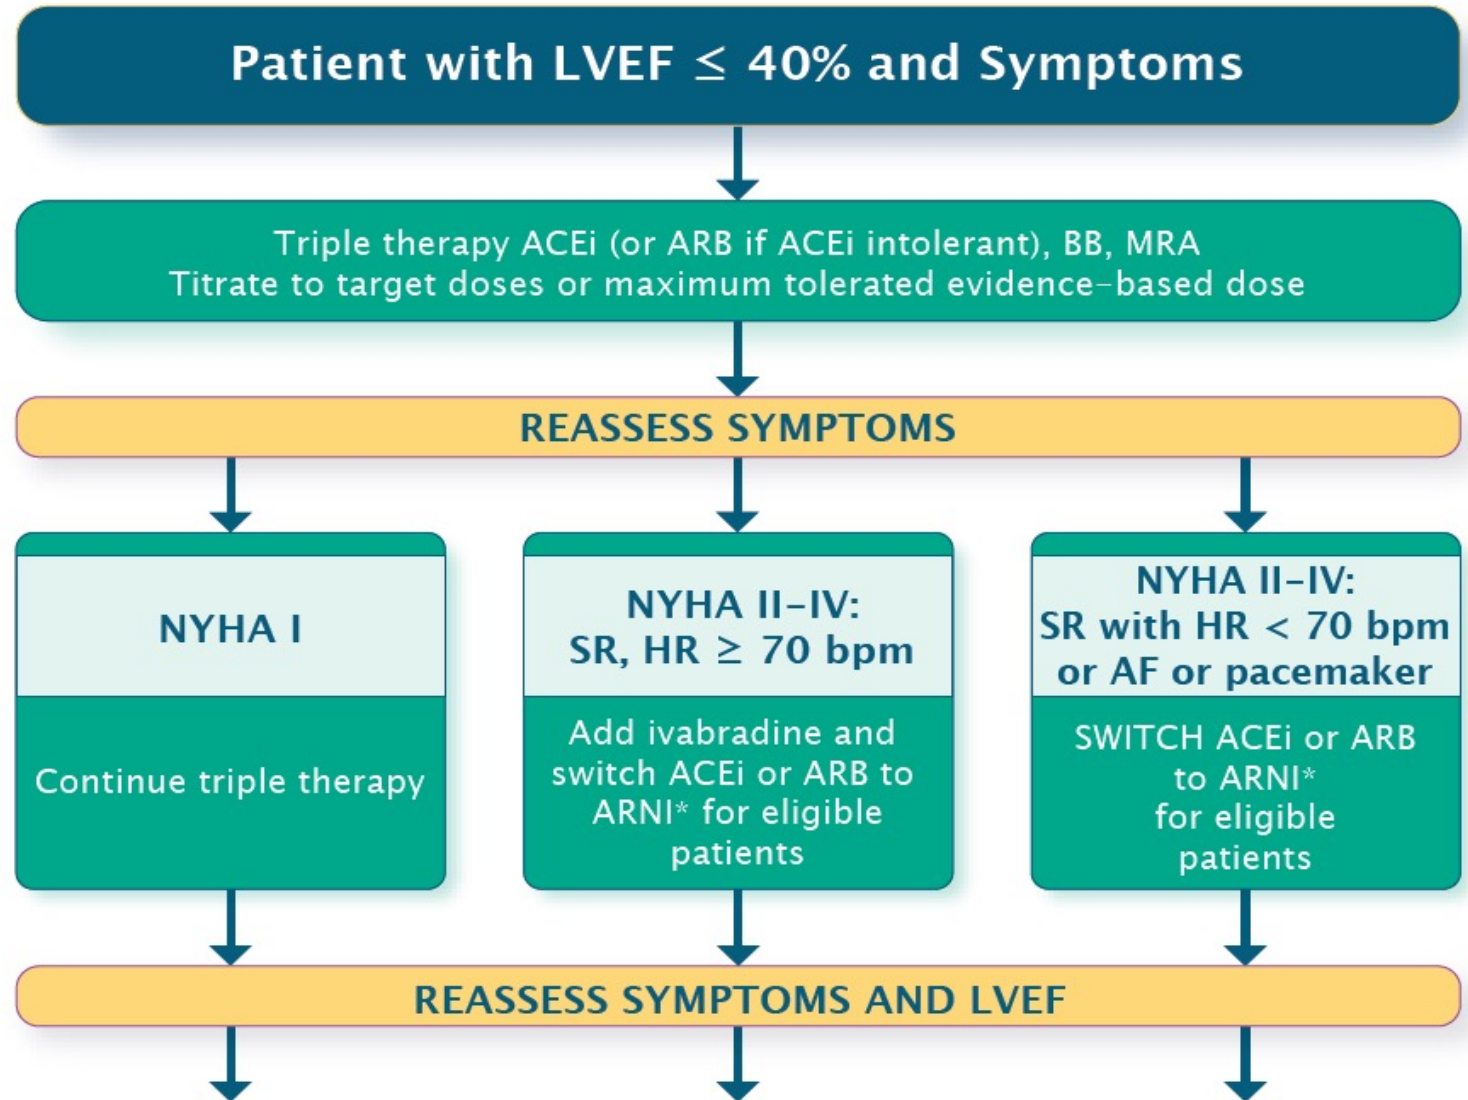 Patient with LVEF ≤ 40% and Symptoms
Triple therapy ACEi (or ARB if ACEi intolerant), BB, MRA
Titrate to target doses or maximum tolerated evidence-based dose
REASSESS SYMPTOMS
NYHA I
Continue triple therapy
NYHA II-IV:
SR, HR ≥ 70 bpm
Add ivabradine and
switch ACEi or ARB to
ARNI* for eligible
patients
NYHA II-IV:
SR with HR < 70 bpm
or AF or pacemaker
SWITCH ACEi or ARB
to ARNI*
for eligible
patients
REASSESS SYMPTOMS AND LVEF